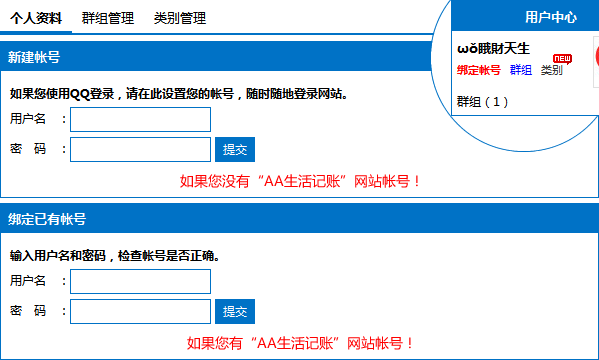 个人资料 群组管理 类别管理
用户中心
ωǒ贼財天生
NEW
绑定帐号 群组 类别
群组（1）
新建帐号
如果您使用QQ登录，请在此设置您的帐号，随时随地登录网站。
用户名 ：
密 码 ： 提交
如果您没有“AA生活记账”网站帐号！
绑定已有帐号
输入用户名和密码，检查帐号是否正确。
用户名 ：
密 码 ： 提交
如果您有“AA生活记账”网站帐号！